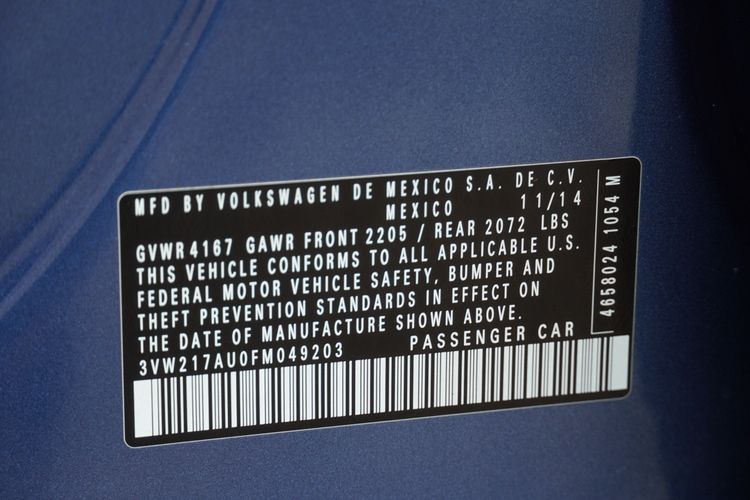 MFD BY VOLKSWAGEN DE MEXICO S.A. DE C.V.
MEXICO 11/14
GVWR 4167 GAWR FRONT 2205 / REAR 2072 LBS
THIS VEHICLE CONFORMS TO ALL APPLICABLE U.S.
FEDERAL MOTOR VEHICLE SAFETY, BUMPER AND
THEFT PREVENTION STANDARDS IN EFFECT ON
THE DATE OF MANUFACTURE SHOWN ABOVE.
3VW217AU0FM049203 PASSENGER CAR
4658024 1054 M